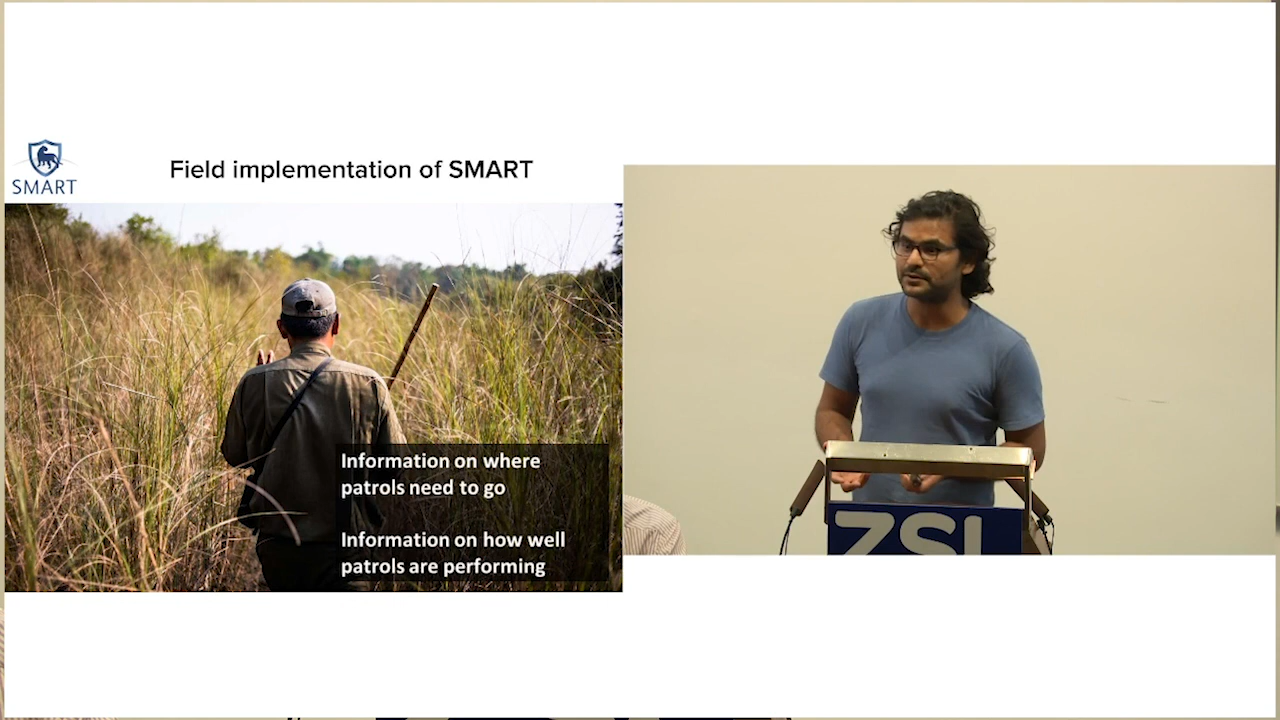 SMART
Field implementation of SMART
Information on where
patrols need to go
Information on how well
patrols are performing
ZSL